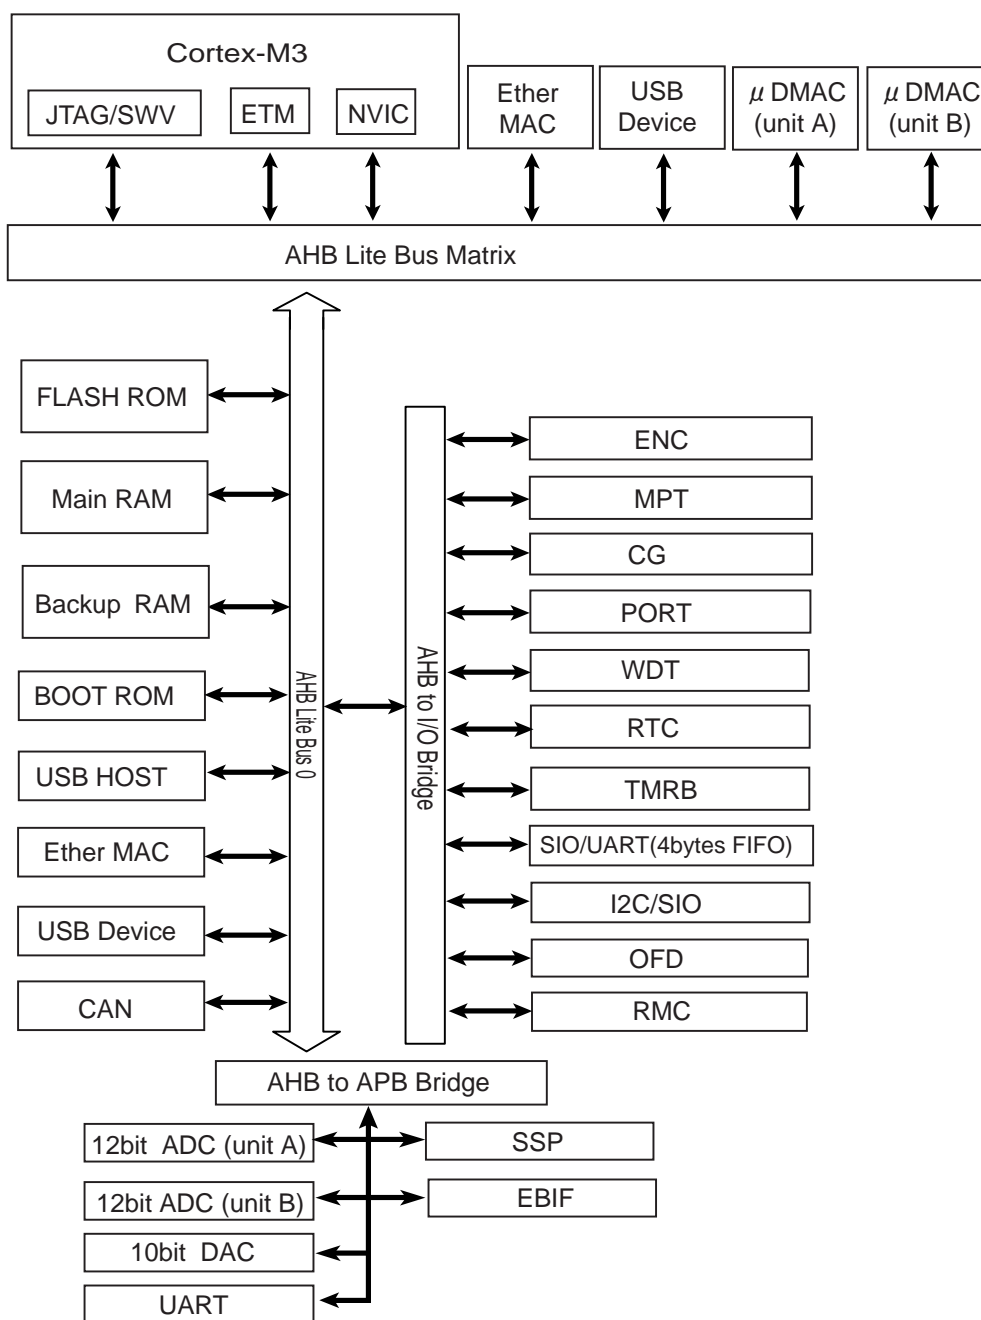 Cortex-M3
JTAG/SWV
ETM
NVIC
Ether
MAC
USB
Device
μ DMAC
(unit A)
μ DMAC
(unit B)
AHB Lite Bus Matrix
FLASH ROM
Main RAM
Backup RAM
BOOT ROM
USB HOST
Ether MAC
USB Device
CAN
AHB Lite Bus 0
AHB to I/O Bridge
ENC
MPT
CG
PORT
WDT
RTC
TMRB
SIO/UART(4bytes FIFO)
I2C/SIO
OFD
RMC
AHB to APB Bridge
12bit ADC (unit A)
12bit ADC (unit B)
10bit DAC
UART
SSP
EBIF